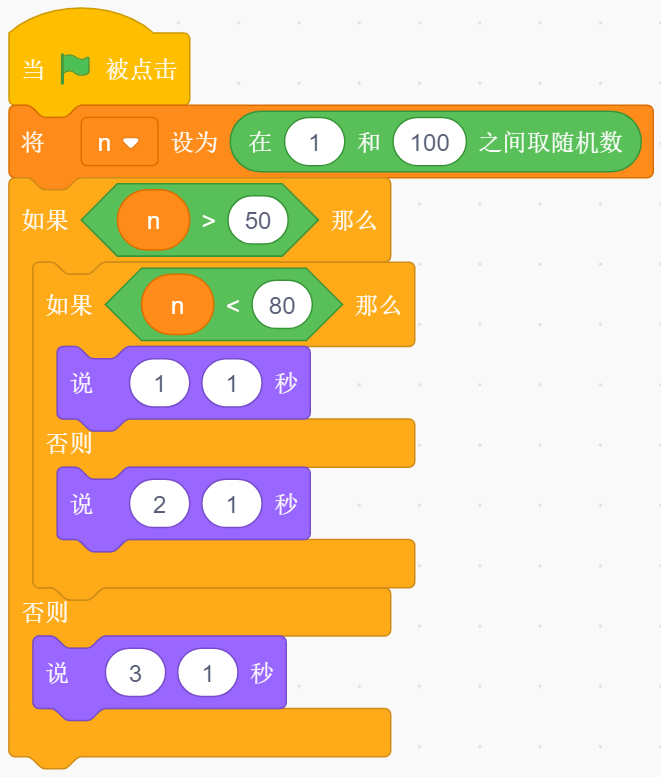 当 被点击
将 n 设为 在 1 和 100 之间取随机数
如果 n > 50 那么
如果 n < 80 那么
说 1 1 秒
否则
说 2 1 秒
否则
说 3 1 秒